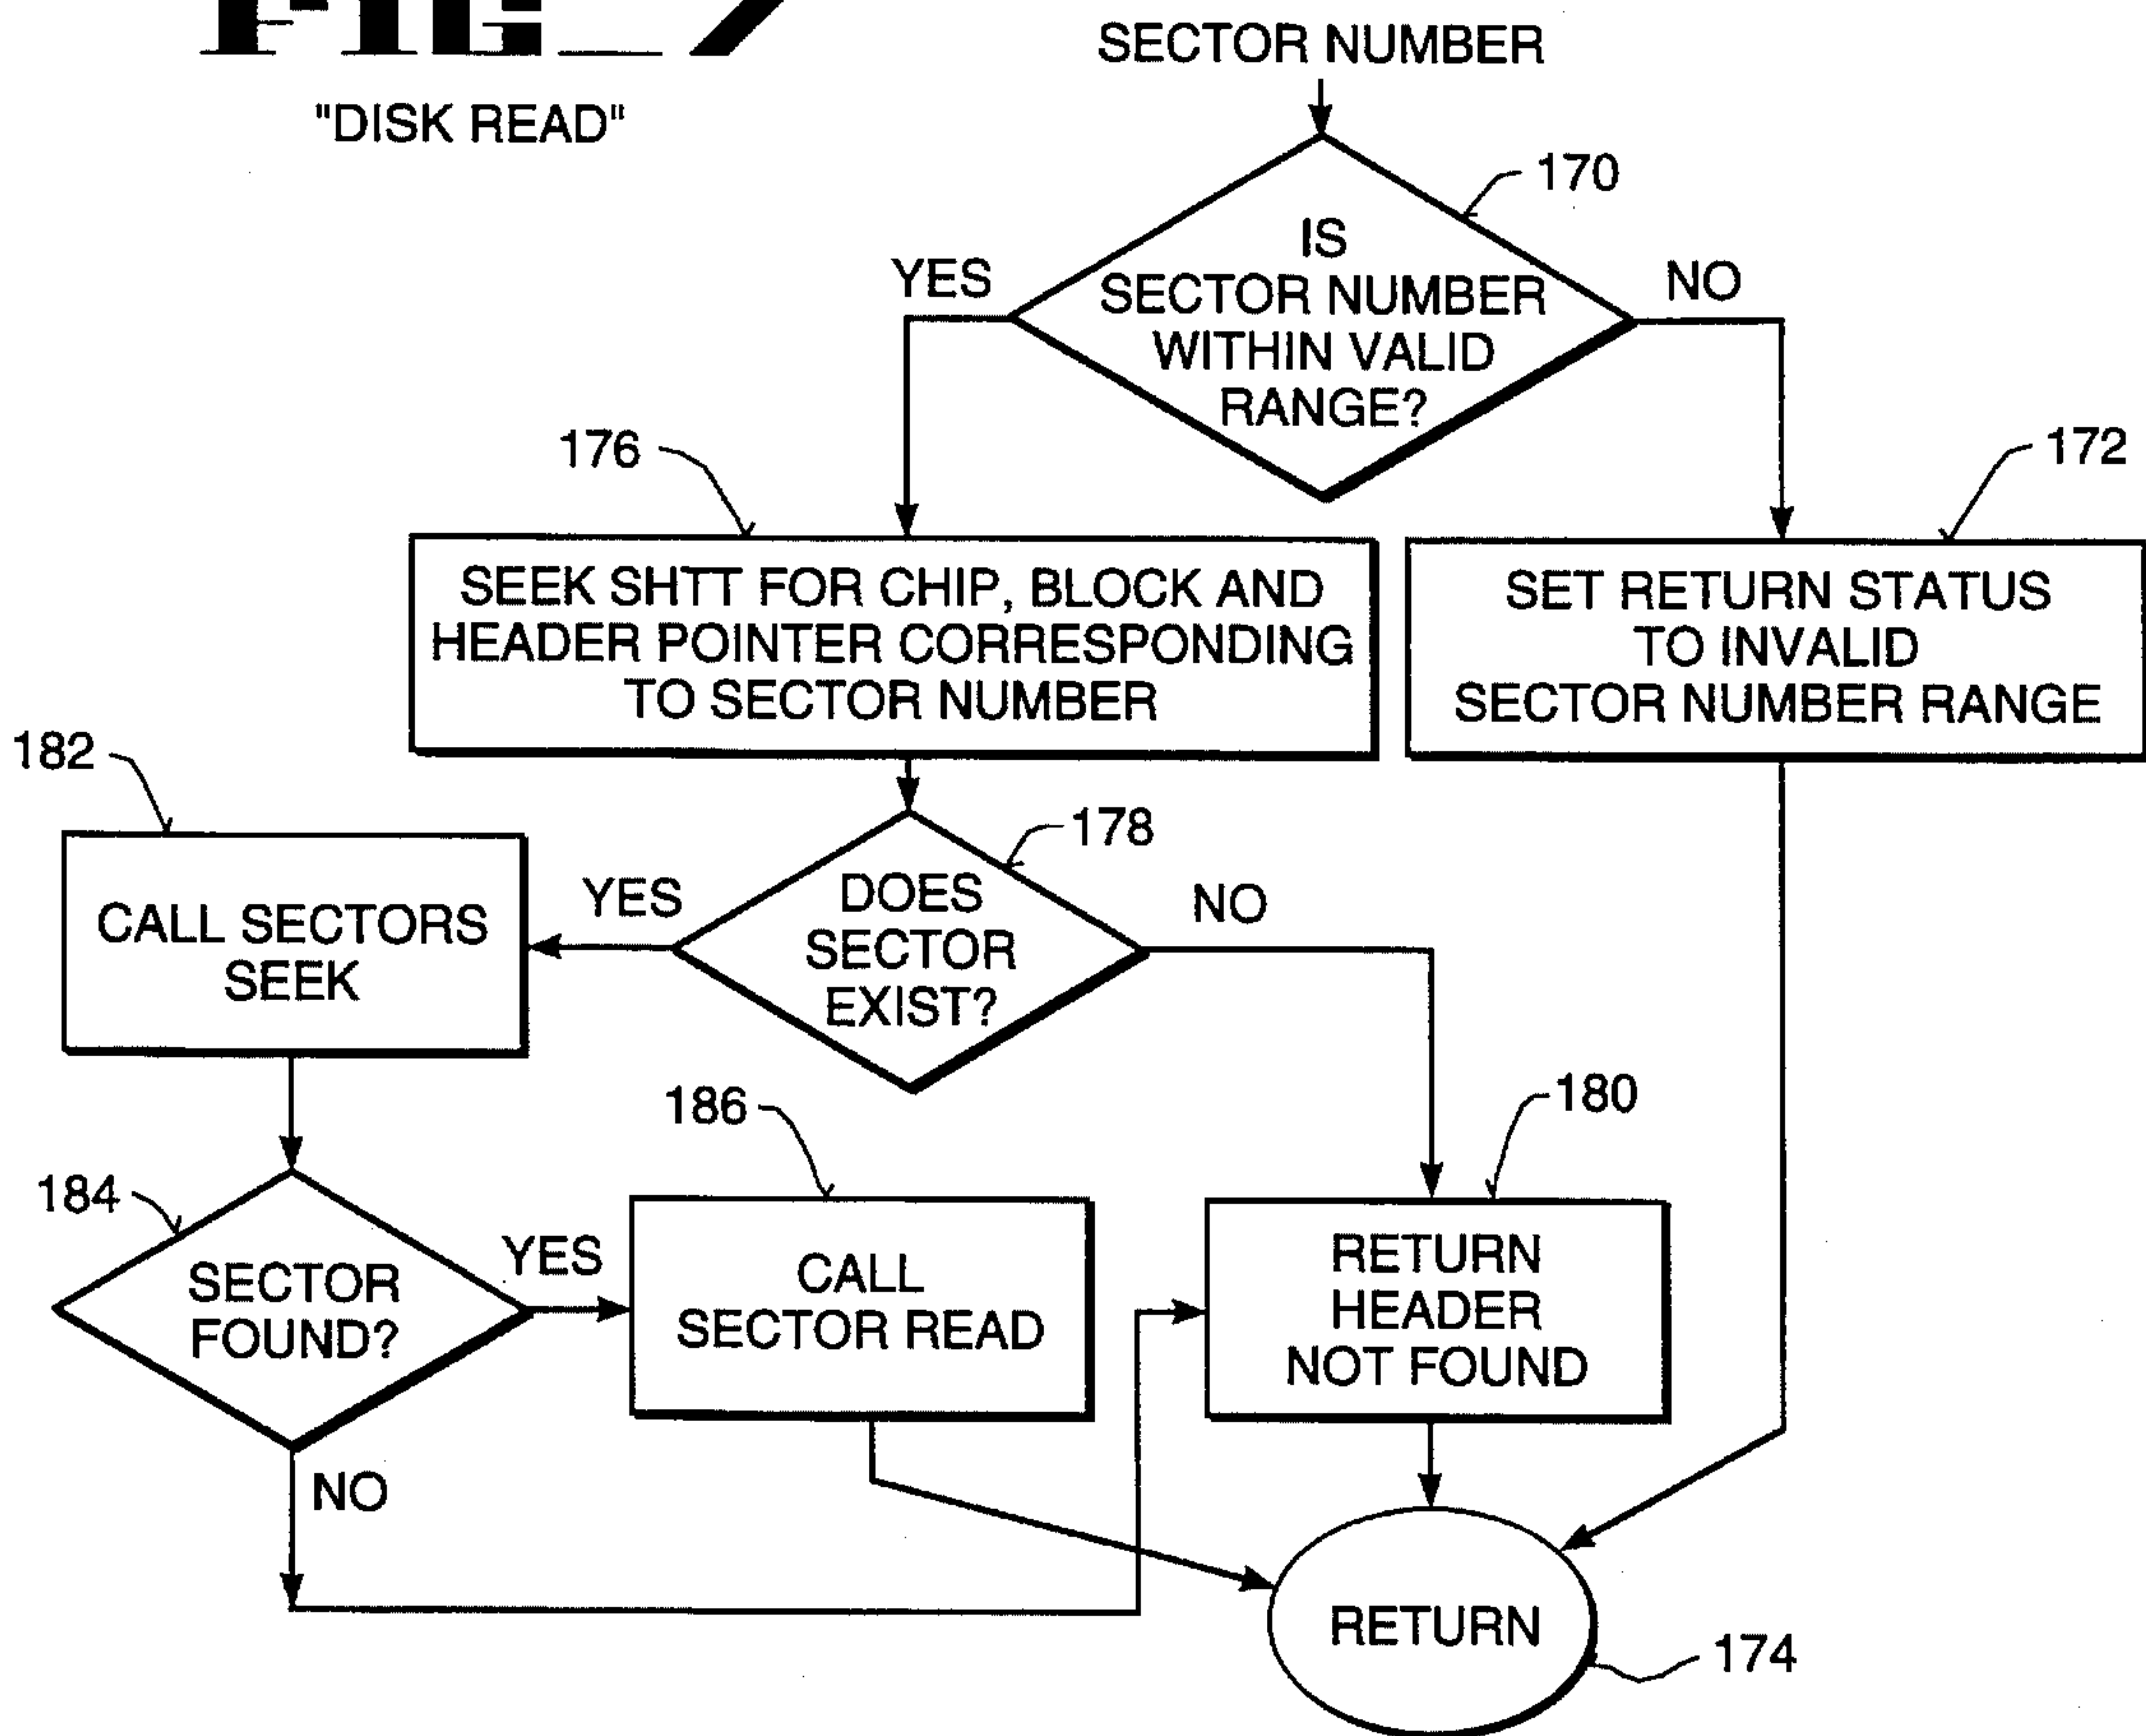 FIG_7
"DISK READ"
SECTOR NUMBER
170
IS
SECTOR NUMBER
WITHIN VALID
RANGE?
YES
NO
176
172
SEEK SHTT FOR CHIP, BLOCK AND
HEADER POINTER CORRESPONDING
TO SECTOR NUMBER
SET RETURN STATUS
TO INVALID
SECTOR NUMBER RANGE
182
178
CALL SECTORS
SEEK
YES
DOES
SECTOR
EXIST?
NO
186
180
184
SECTOR
FOUND?
YES
CALL
SECTOR READ
RETURN
HEADER
NOT FOUND
NO
RETURN
174